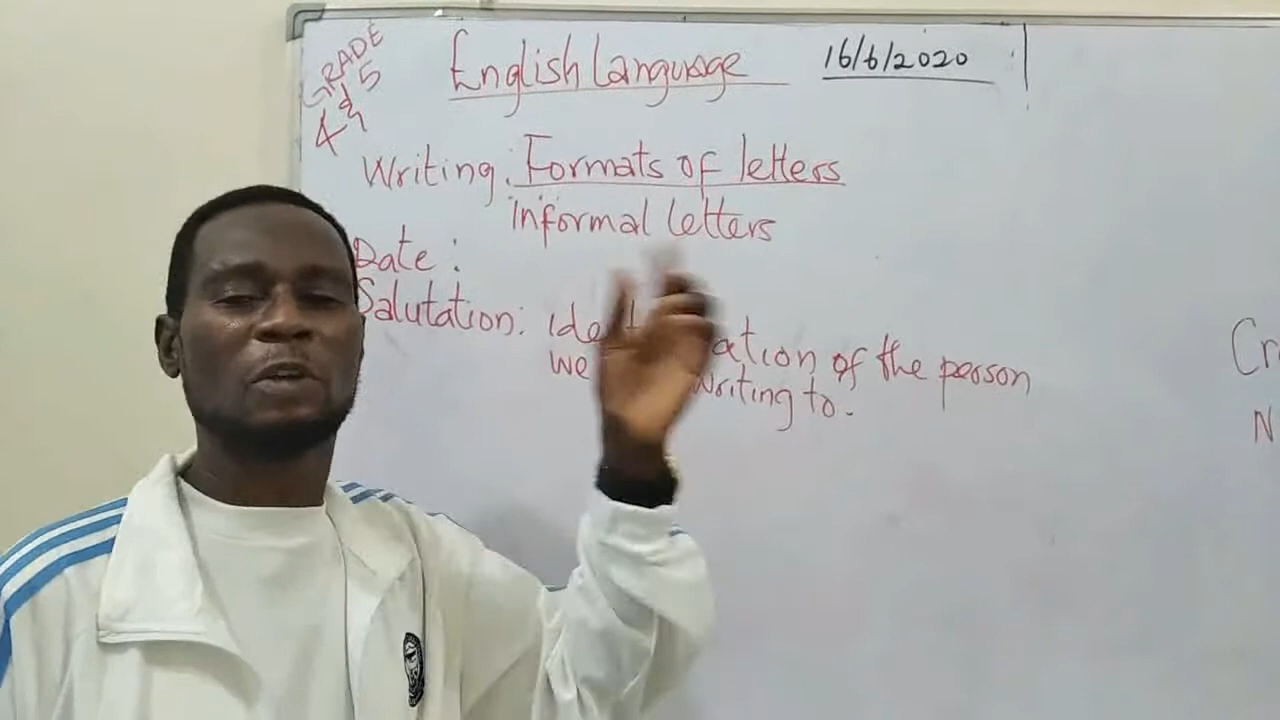 GRADE
4 & 5
English Language 16/6/2020
Writing: Formats of letters
Informal letters
Date:
Salutation: of the person
we writing to.